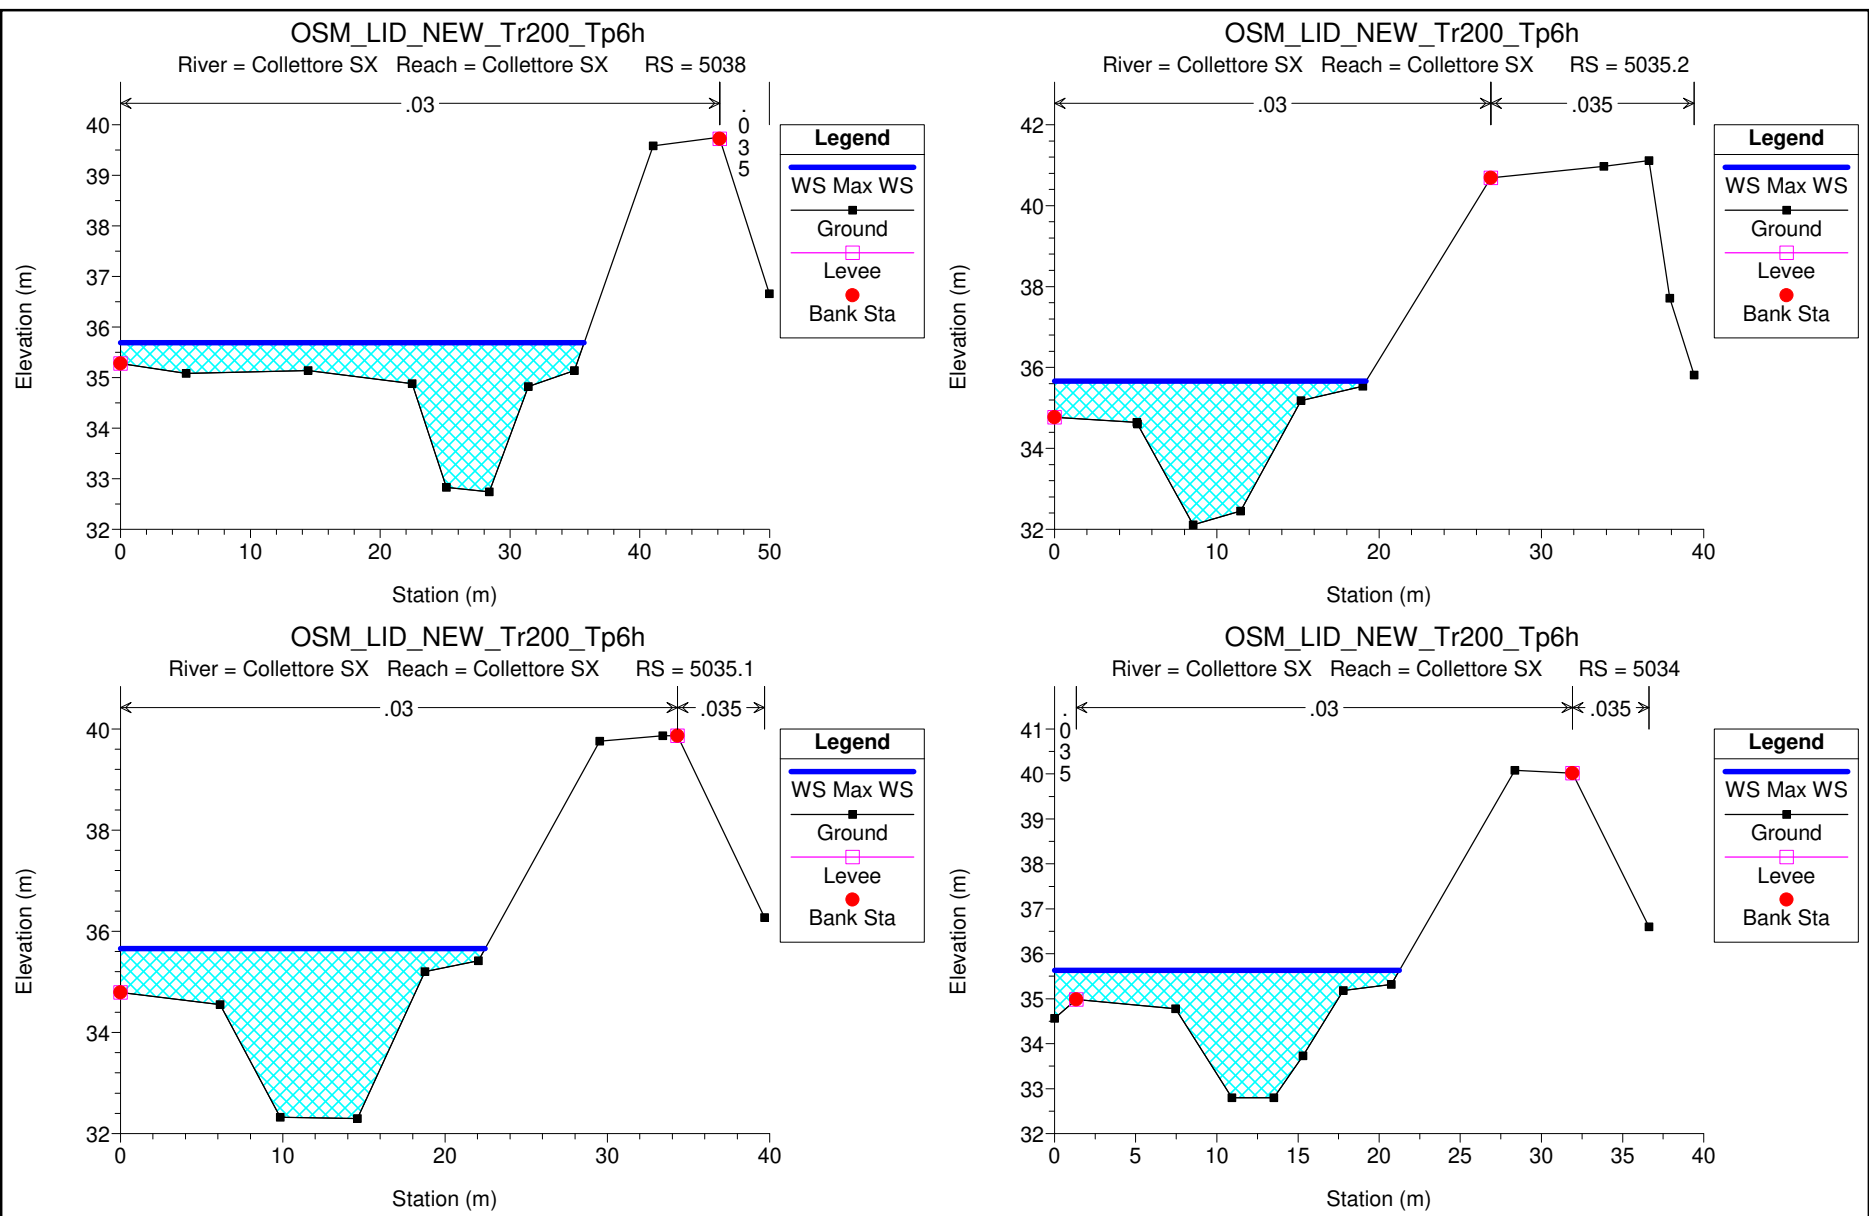 OSM_LID_NEW_Tr200_Tp6h
River = Collettore SX Reach = Collettore SX RS = 5038
.03
.035
40
39
38
37
36
35
34
33
32
Elevation (m)
0 10 20 30 40 50
Station (m)
Legend
WS Max WS
Ground
Levee
Bank Sta
OSM_LID_NEW_Tr200_Tp6h
River = Collettore SX Reach = Collettore SX RS = 5035.2
.03
.035
42
40
38
36
34
32
Elevation (m)
0 10 20 30 40
Station (m)
Legend
WS Max WS
Ground
Levee
Bank Sta
OSM_LID_NEW_Tr200_Tp6h
River = Collettore SX Reach = Collettore SX RS = 5035.1
.03
.035
40
38
36
34
32
Elevation (m)
0 10 20 30 40
Station (m)
Legend
WS Max WS
Ground
Levee
Bank Sta
OSM_LID_NEW_Tr200_Tp6h
River = Collettore SX Reach = Collettore SX RS = 5034
.035
.03
.035
41
40
39
38
37
36
35
34
33
32
Elevation (m)
0 5 10 15 20 25 30 35 40
Station (m)
Legend
WS Max WS
Ground
Levee
Bank Sta